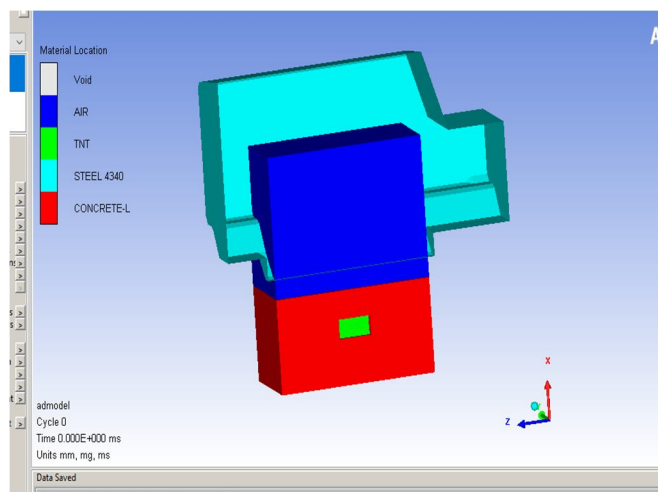 Material Location
Void
AIR
TNT
STEEL 4340
CONCRETE-L
A
X
Z
admodel
Cycle 0
Time 0.000E+000 ms
Units mm, mg, ms
Data Saved